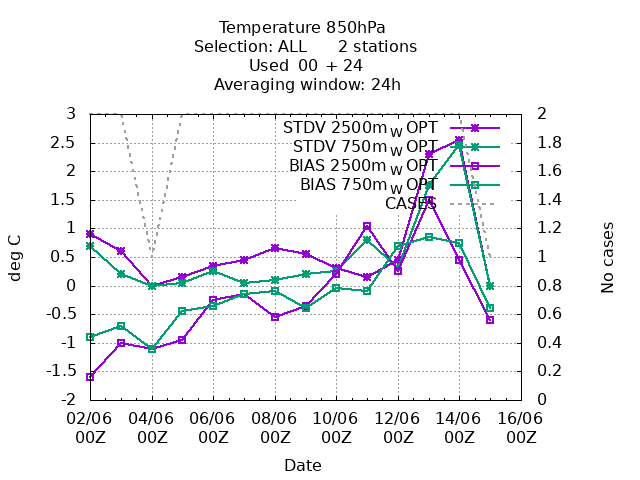 Temperature 850hPa
Selection: ALL 2 stations
Used 00 + 24
Averaging window: 24h
STDV 2500m_W OPT
STDV 750m_W OPT
BIAS 2500m_W OPT
BIAS 750m_W OPT
CASES
deg C
3
2.5
2
1.5
1
0.5
0
-0.5
-1
-1.5
-2
No cases
2
1.8
1.6
1.4
1.2
1
0.8
0.6
0.4
0.2
0
02/06 04/06 06/06 08/06 10/06 12/06 14/06 16/06
00Z 00Z 00Z 00Z 00Z 00Z 00Z 00Z
Date